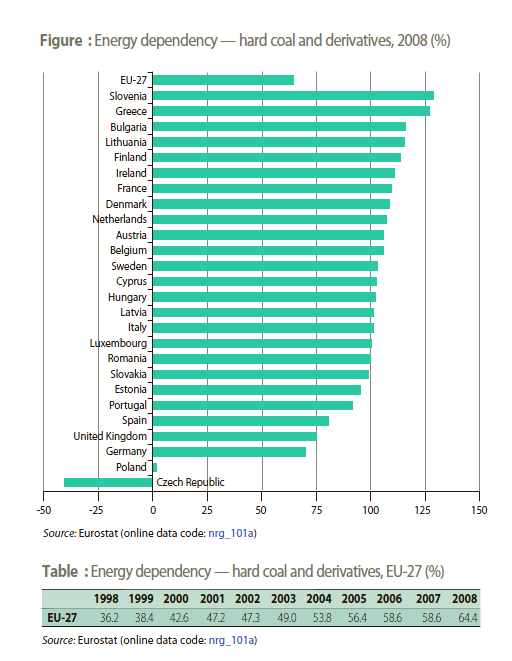 Figure : Energy dependency — hard coal and derivatives, 2008 (%)
EU-27
Slovenia
Greece
Bulgaria
Lithuania
Finland
Ireland
France
Denmark
Netherlands
Austria
Belgium
Sweden
Cyprus
Hungary
Latvia
Italy
Luxembourg
Romania
Slovakia
Estonia
Portugal
Spain
United Kingdom
Germany
Poland
Czech Republic
-50 -25 0 25 50 75 100 125 150
Source: Eurostat (online data code: nrg_101a)
Table : Energy dependency — hard coal and derivatives, EU-27 (%)
1998 1999 2000 2001 2002 2003 2004 2005 2006 2007 2008
EU-27 36.2 38.4 42.6 47.2 47.3 49.0 53.8 56.4 58.6 58.6 64.4
Source: Eurostat (online data code: nrg_101a)